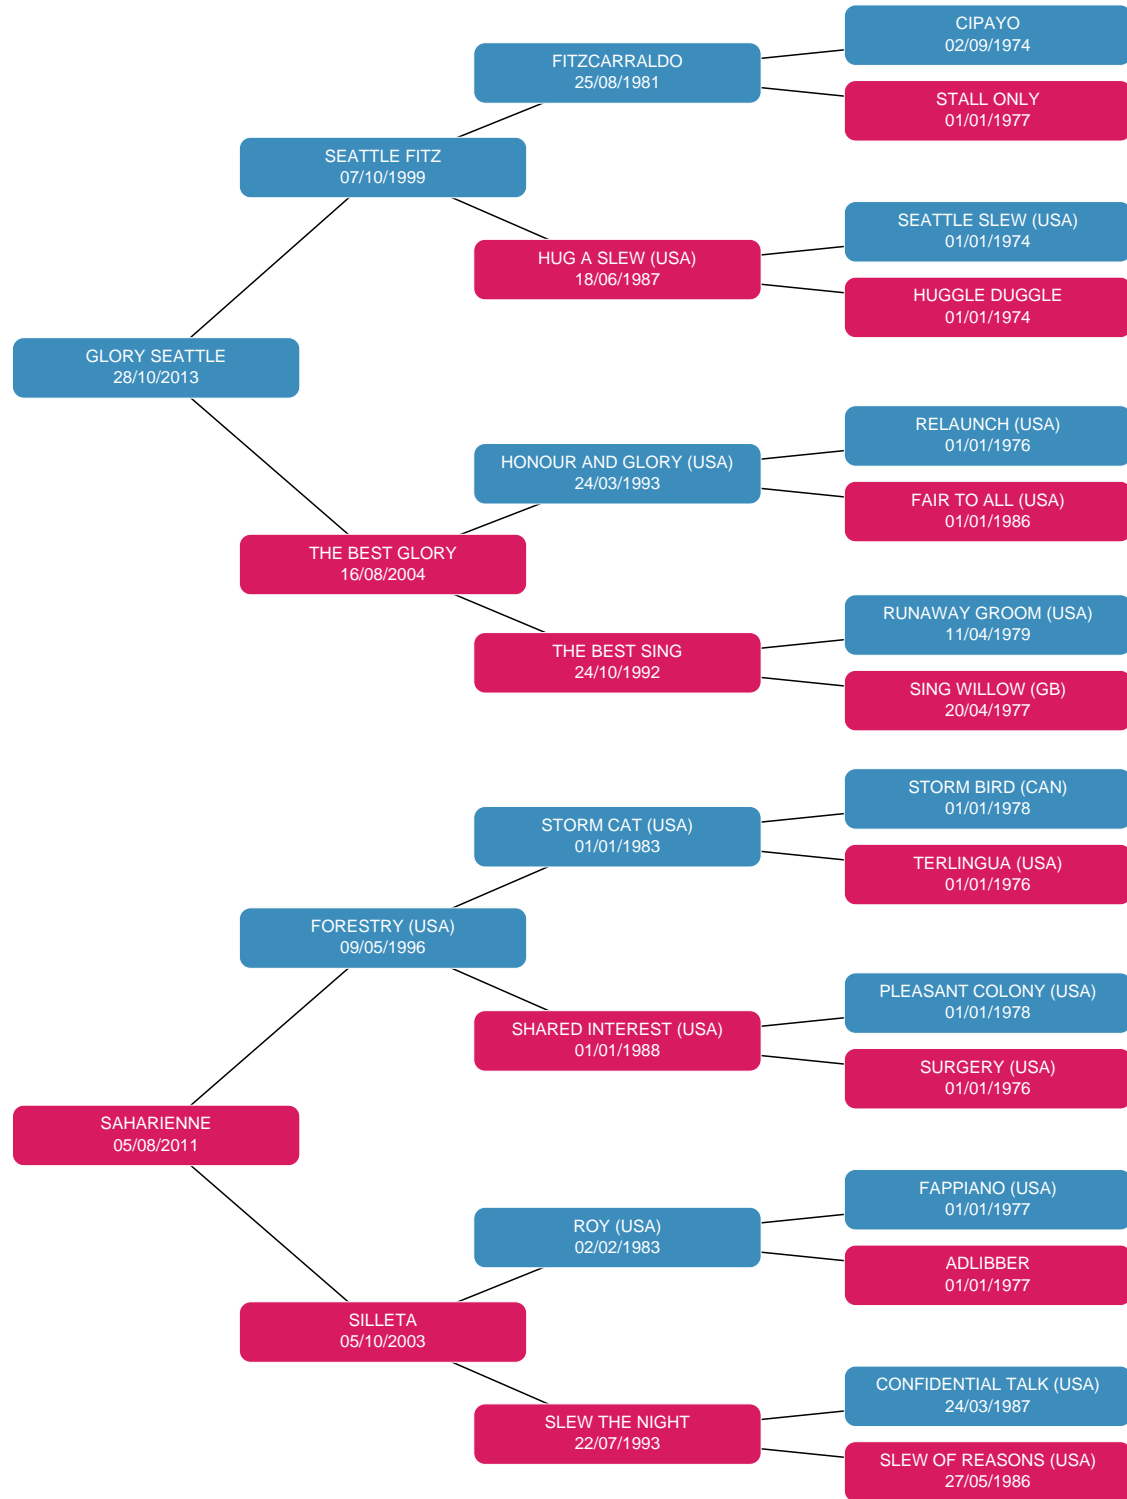 CIPAYO
02/09/1974
FITZCARRALDO
25/08/1981
STALL ONLY
01/01/1977
SEATTLE FITZ
07/10/1999
SEATTLE SLEW (USA)
01/01/1974
HUG A SLEW (USA)
18/06/1987
HUGGLE DUGGLE
01/01/1974
GLORY SEATTLE
28/10/2013
RELAUNCH (USA)
01/01/1976
HONOUR AND GLORY (USA)
24/03/1993
FAIR TO ALL (USA)
01/01/1986
THE BEST GLORY
16/08/2004
RUNAWAY GROOM (USA)
11/04/1979
THE BEST SING
24/10/1992
SING WILLOW (GB)
20/04/1977
STORM BIRD (CAN)
01/01/1978
STORM CAT (USA)
01/01/1983
TERLINGUA (USA)
01/01/1976
FORESTRY (USA)
09/05/1996
PLEASANT COLONY (USA)
01/01/1978
SHARED INTEREST (USA)
01/01/1988
SURGERY (USA)
01/01/1976
SAHARIENNE
05/08/2011
FAPPIANO (USA)
01/01/1977
ROY (USA)
02/02/1983
ADLIBBER
01/01/1977
SILLETA
05/10/2003
CONFIDENTIAL TALK (USA)
24/03/1987
SLEW THE NIGHT
22/07/1993
SLEW OF REASONS (USA)
27/05/1986